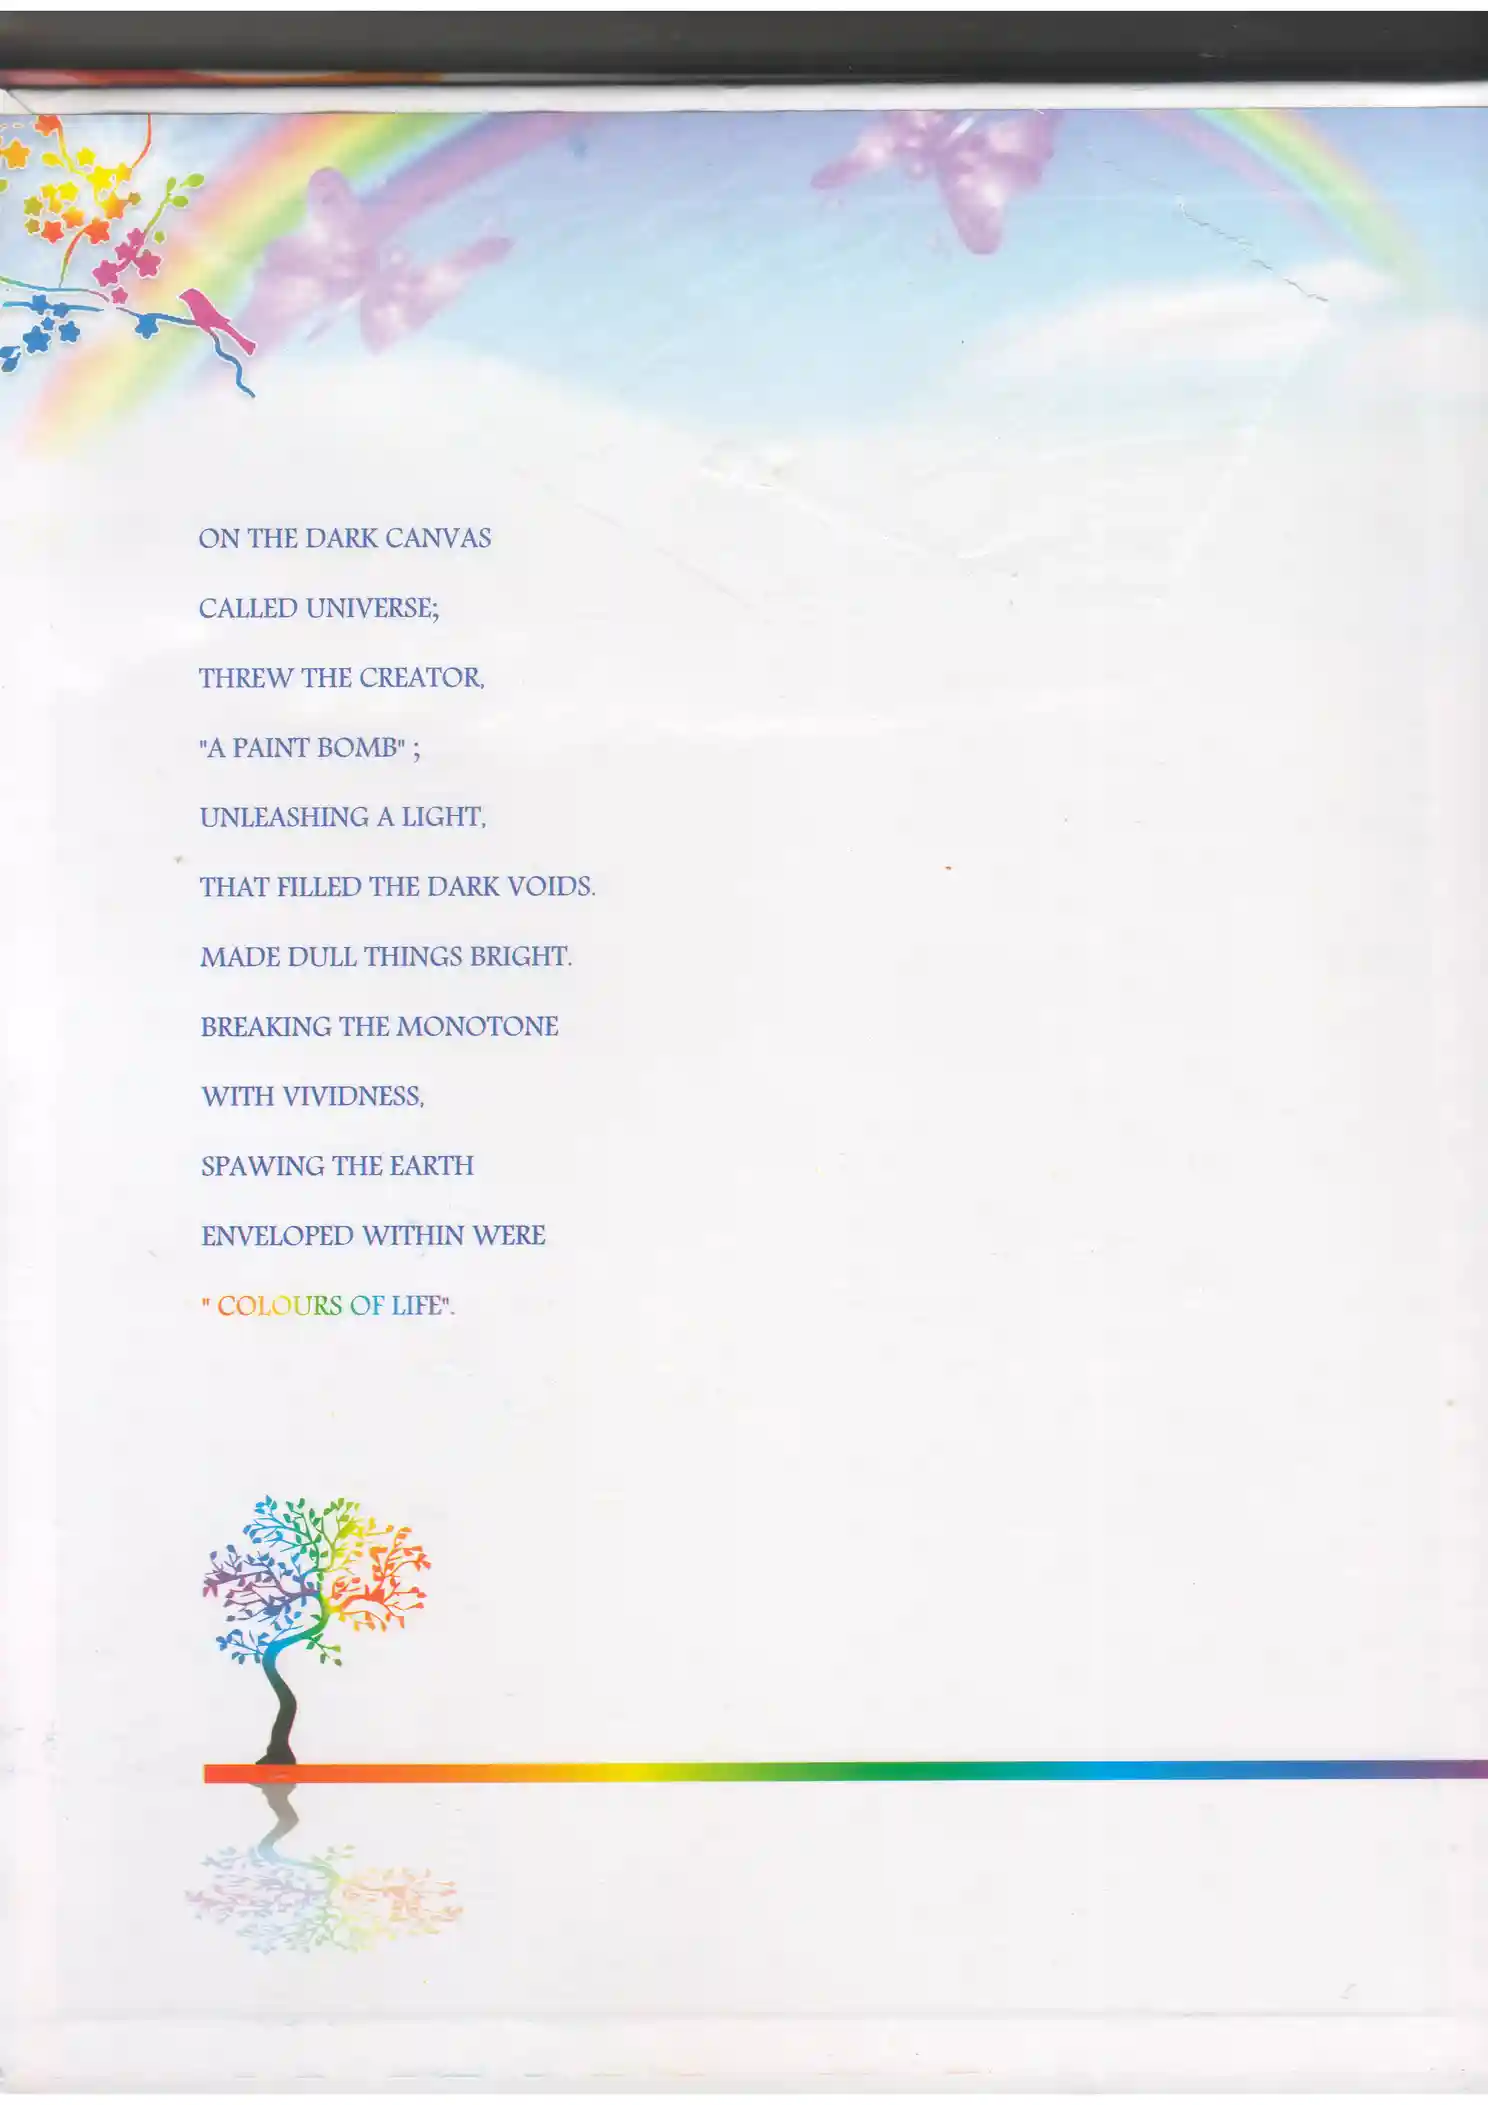 ON THE DARK CANVAS
CALLED UNIVERSE;
THREW THE CREATOR,
"A PAINT BOMB" ;
UNLEASHING A LIGHT,
THAT FILLED THE DARK VOIDS.
MADE DULL THINGS BRIGHT.
BREAKING THE MONOTONE
WITH VIVIDNESS,
SPAWING THE EARTH
ENVELOPED WITHIN WERE
" COLOURS OF LIFE".